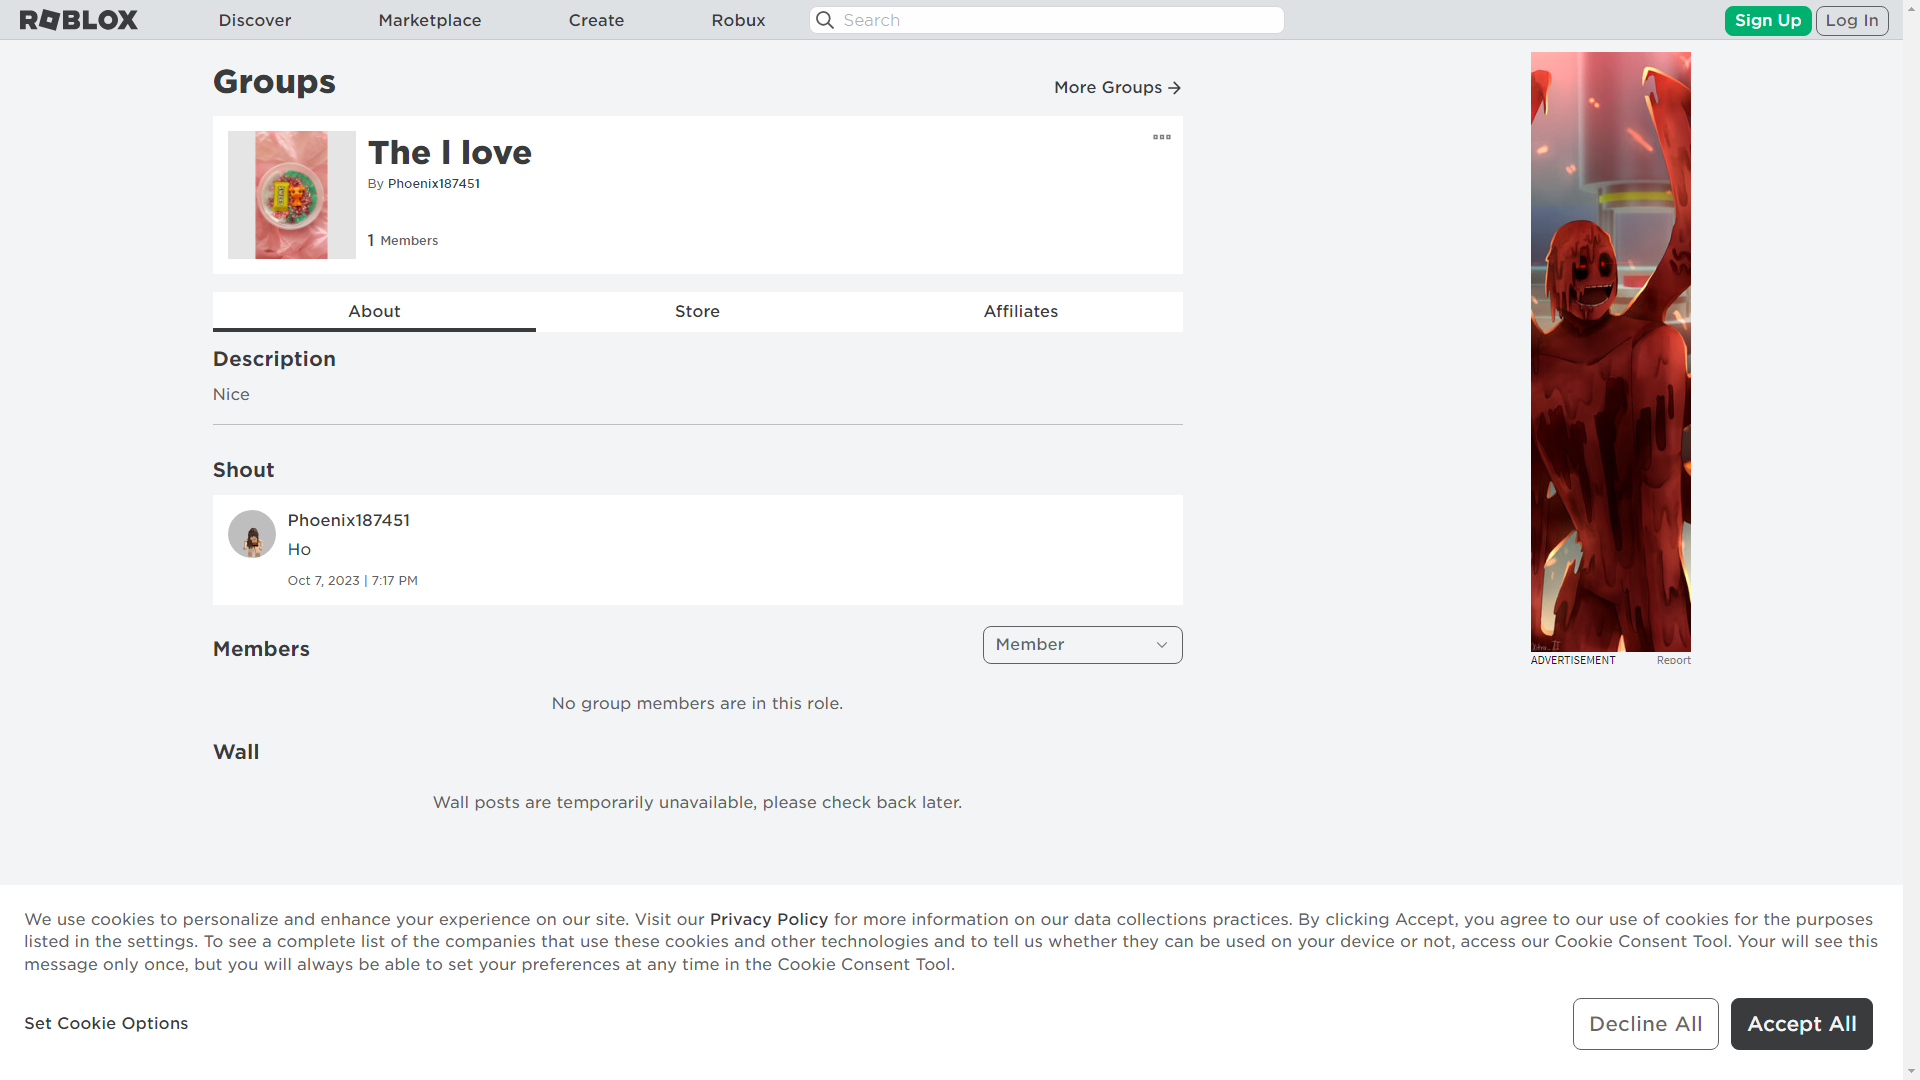 ROBLOX
Discover
Marketplace
Create
Robux
Search
Sign Up
Log In
Groups
More Groups →
The I love
By Phoenix187451
1 Members
About
Store
Affiliates
Description
Nice
Shout
Phoenix187451
Ho
Oct 7, 2023 | 7:17 PM
Members
Member
No group members are in this role.
Wall
Wall posts are temporarily unavailable, please check back later.
ADVERTISEMENT
Report
We use cookies to personalize and enhance your experience on our site. Visit our Privacy Policy for more information on our data collections practices. By clicking Accept, you agree to our use of cookies for the purposes
listed in the settings. To see a complete list of the companies that use these cookies and other technologies and to tell us whether they can be used on your device or not, access our Cookie Consent Tool. Your will see this
message only once, but you will always be able to set your preferences at any time in the Cookie Consent Tool.
Set Cookie Options
Decline All
Accept All